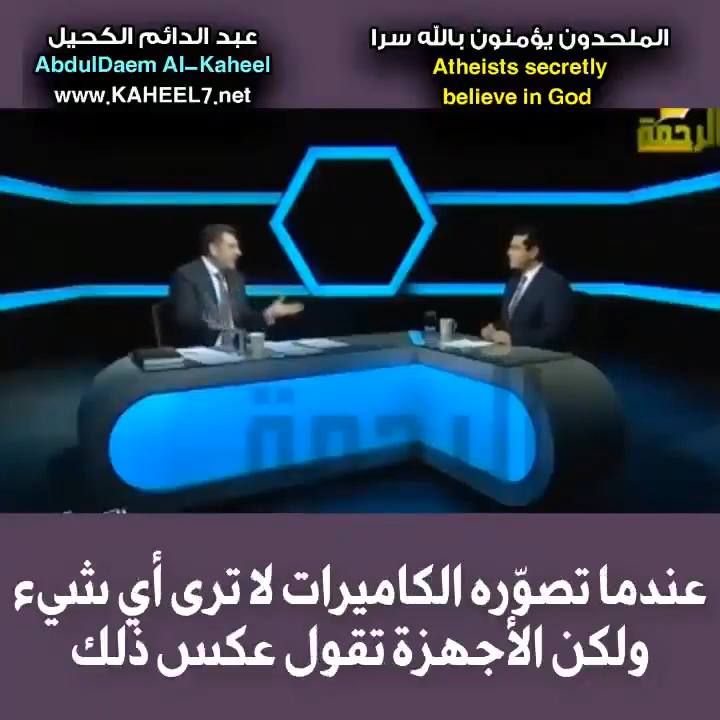 عبد الدائم الكحيل
AbdulDaem Al-Kaheel
www.KAHEEL7.net
الملحدون يؤمنون بالله سرا
Atheists secretly
believe in God
الرحمة
الرحمة
عندما تصوّره الكاميرات لا ترى أي شيء
ولكن الأجهزة تقول عكس ذلك